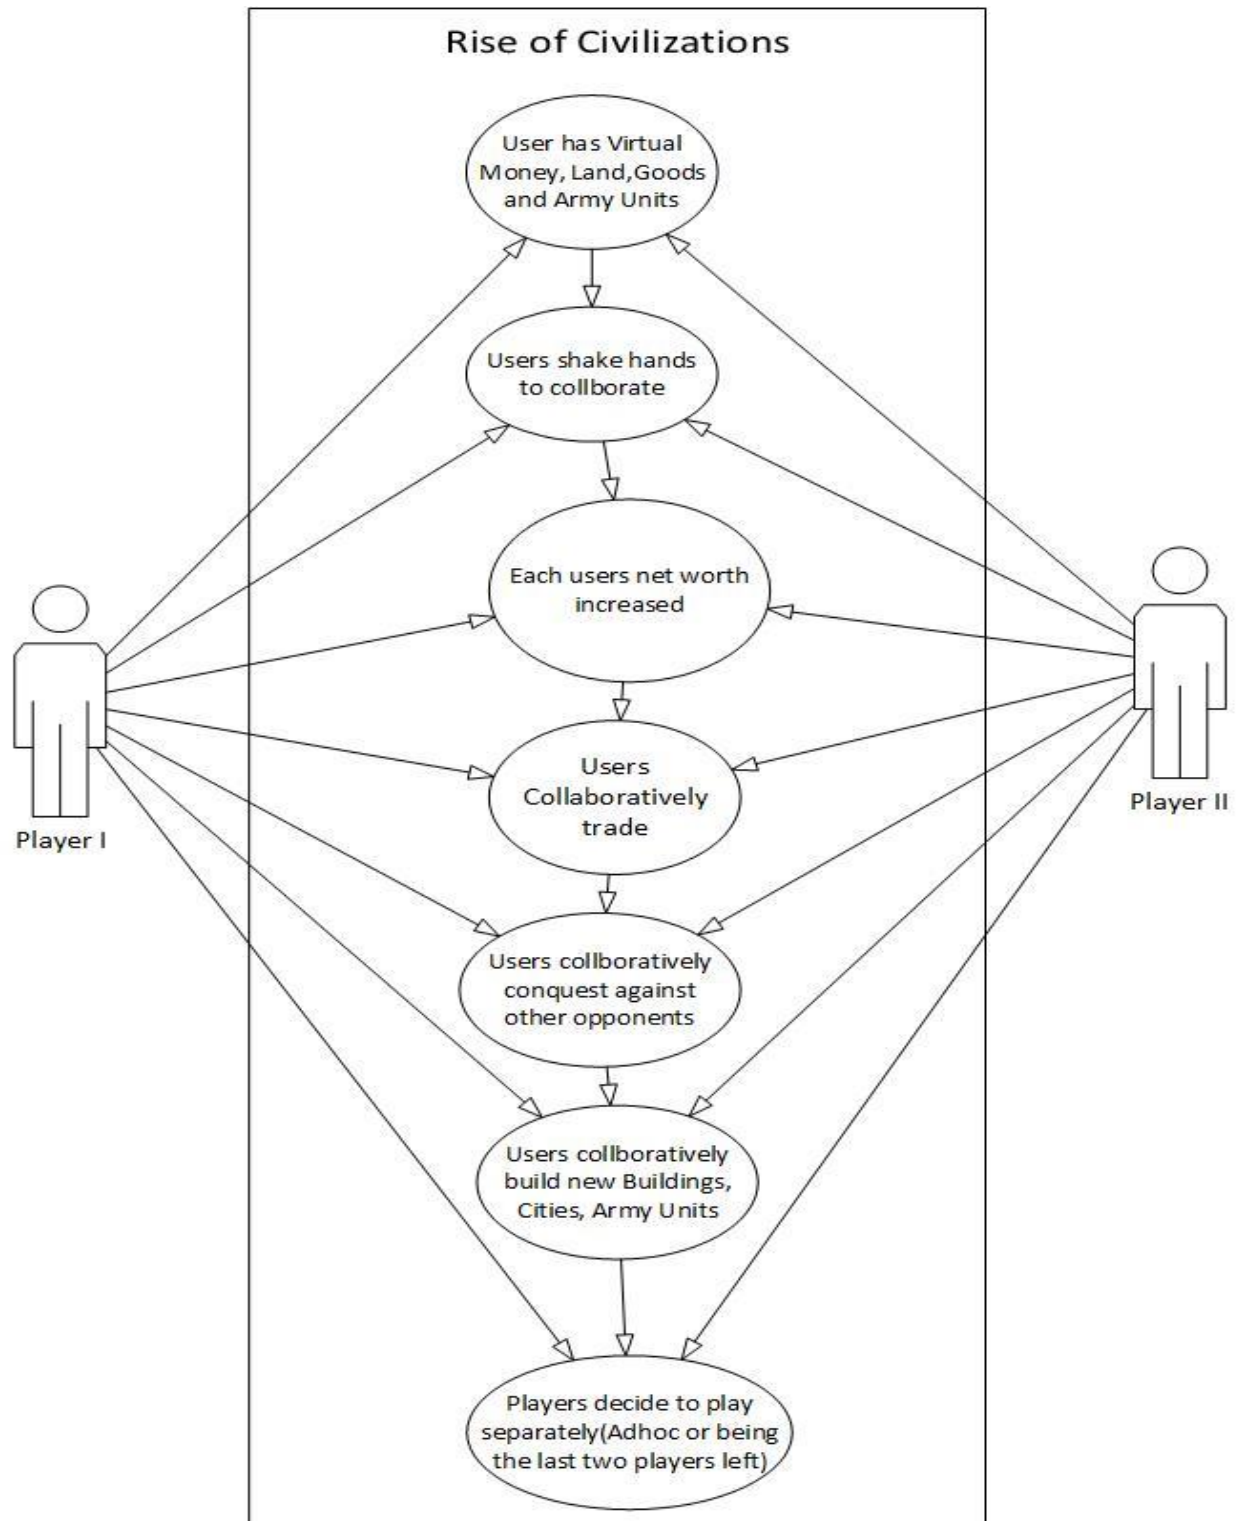 Rise of Civilizations
User has Virtual
Money, Land,Goods
and Army Units
Users shake hands
to collborate
Each users net worth
increased
Users
Collaboratively
trade
Player I
Player II
Users collboratively
conquest against
other opponents
Users collboratively
build new Buildings,
Cities, Army Units
Players decide to play
separately(Adhoc or being
the last two players left)